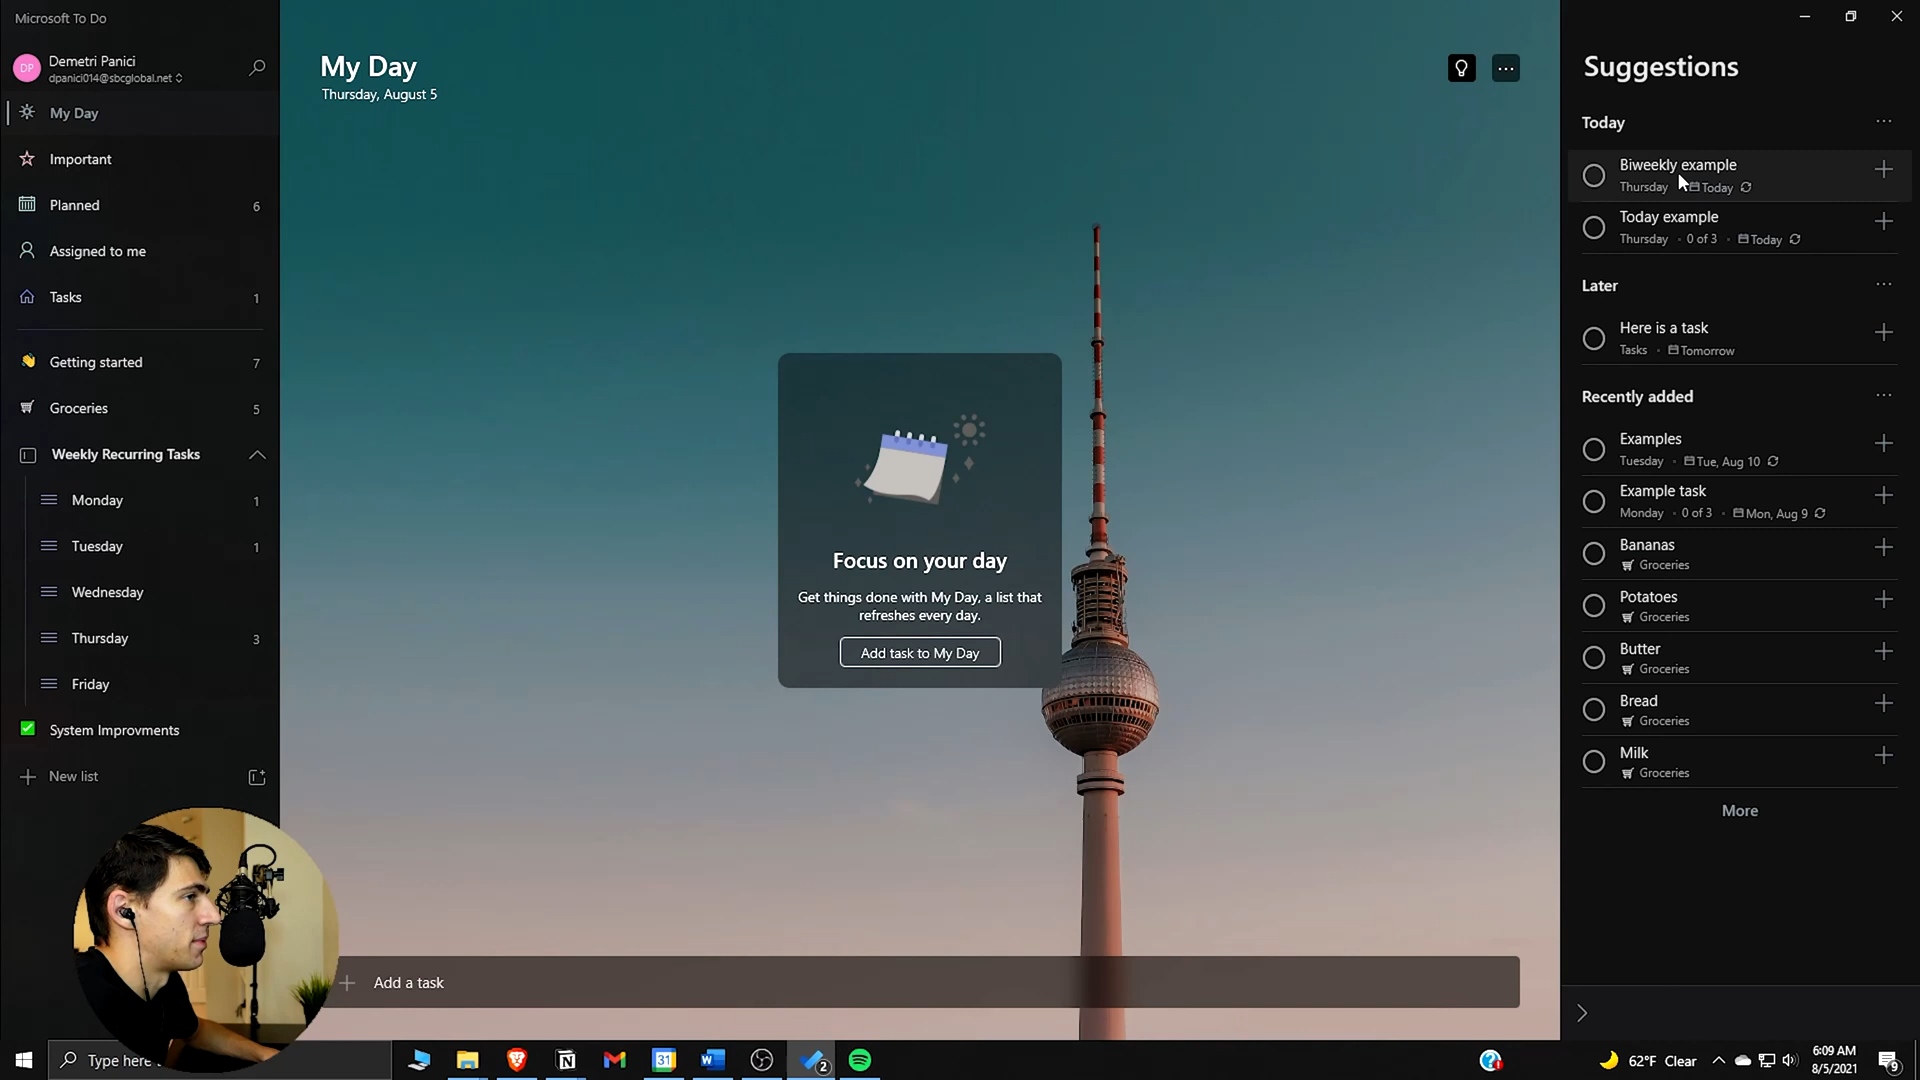 Microsoft To Do
DP
Demetri Panici
dpanici014@sbcglobal.net
My Day
Important
Planned 6
Assigned to me
Tasks 1
Getting started 7
Groceries 5
Weekly Recurring Tasks
Monday 1
Tuesday 1
Wednesday
Thursday 3
Friday
System Improvments
New list
My Day
Thursday, August 5
Focus on your day
Get things done with My Day, a list that
refreshes every day.
Add task to My Day
Add a task
Suggestions
Today
Biweekly example
Thursday Today
Today example
Thursday · 0 of 3 · Today
Later
Here is a task
Tasks · Tomorrow
Recently added
Examples
Tuesday · Tue, Aug 10
Example task
Monday · 0 of 3 · Mon, Aug 9
Bananas
Groceries
Potatoes
Groceries
Butter
Groceries
Bread
Groceries
Milk
Groceries
More
Type here
31
2
62°F Clear
6:09 AM
8/5/2021
9